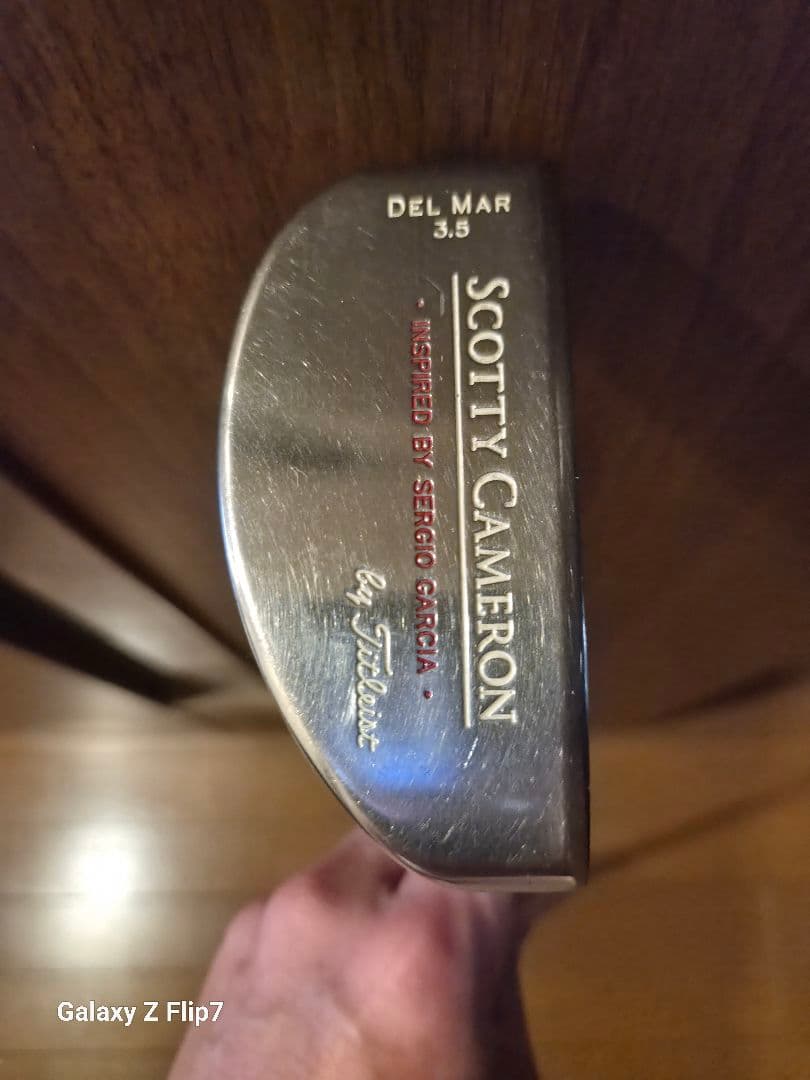 DEL MAR
3.5
SCOTTY CAMERON
• INSPIRED BY SERGIO GARCIA •
by Titleist
Galaxy Z Flip7